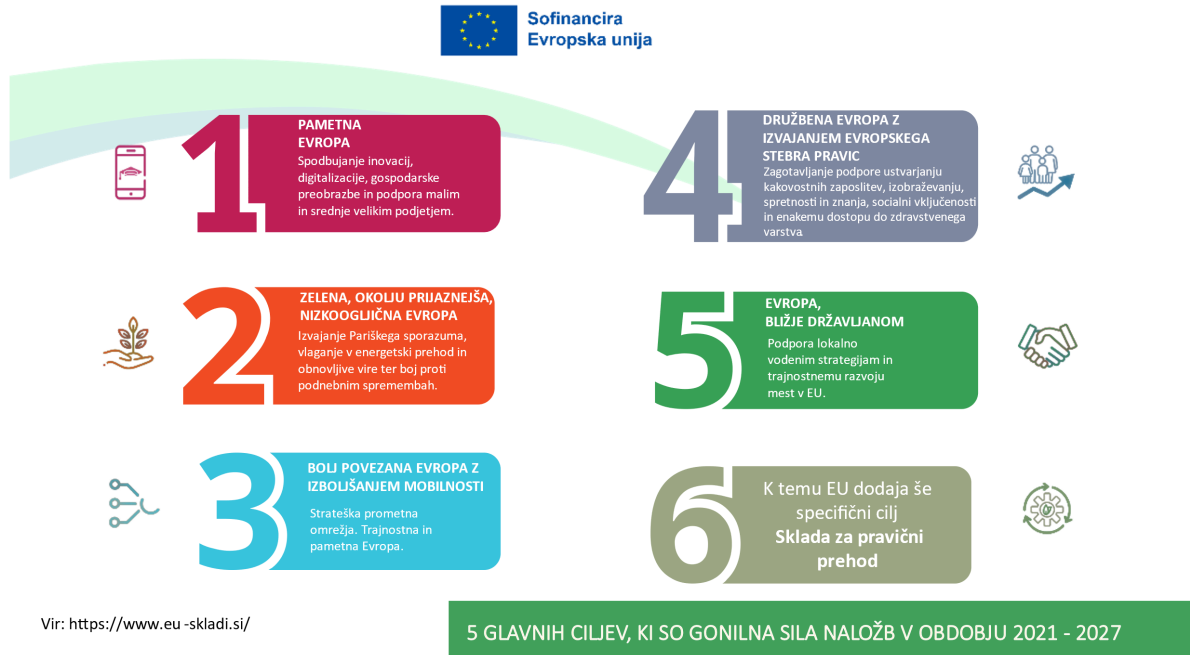 Sofinancira
Evropska unija
1
PAMETNA
EVROPA
Spodbujanje inovacij,
digitalizacije, gospodarske
preobrazbe in podpora malim
in srednje velikim podjetjem.
2
ZELENA, OKOLJU PRIJAZNEJŠA,
NIZKOOGLJIČNA EVROPA
Izvajanje Pariškega sporazuma,
vlaganje v energetski prehod in
obnovljive vire ter boj proti
podnebnim spremembah.
3
BOLJ POVEZANA EVROPA Z
IZBOLJŠANJEM MOBILNOSTI
Strateška prometna
omrežja. Trajnostna in
pametna Evropa.
4
DRUŽBENA EVROPA Z
IZVAJANJEM EVROPSKEGA
STEBRA PRAVIC
Zagotavljanje podpore ustvarjanju
kakovostnih zaposlitev, izobraževanju,
spretnosti in znanja, socialni vključenosti
in enakemu dostopu do zdravstvenega
varstva.
5
EVROPA,
BLIŽJE DRŽAVLJANOM
Podpora lokalno
vodenim strategijam in
trajnostnemu razvoju
mest v EU.
6
K temu EU dodaja še
specifični cilj
Sklada za pravični
prehod
Vir: https://www.eu -skladi.si/
5 GLAVNIH CILJEV, KI SO GONILNA SILA NALOŽB V OBDOBJU 2021 - 2027